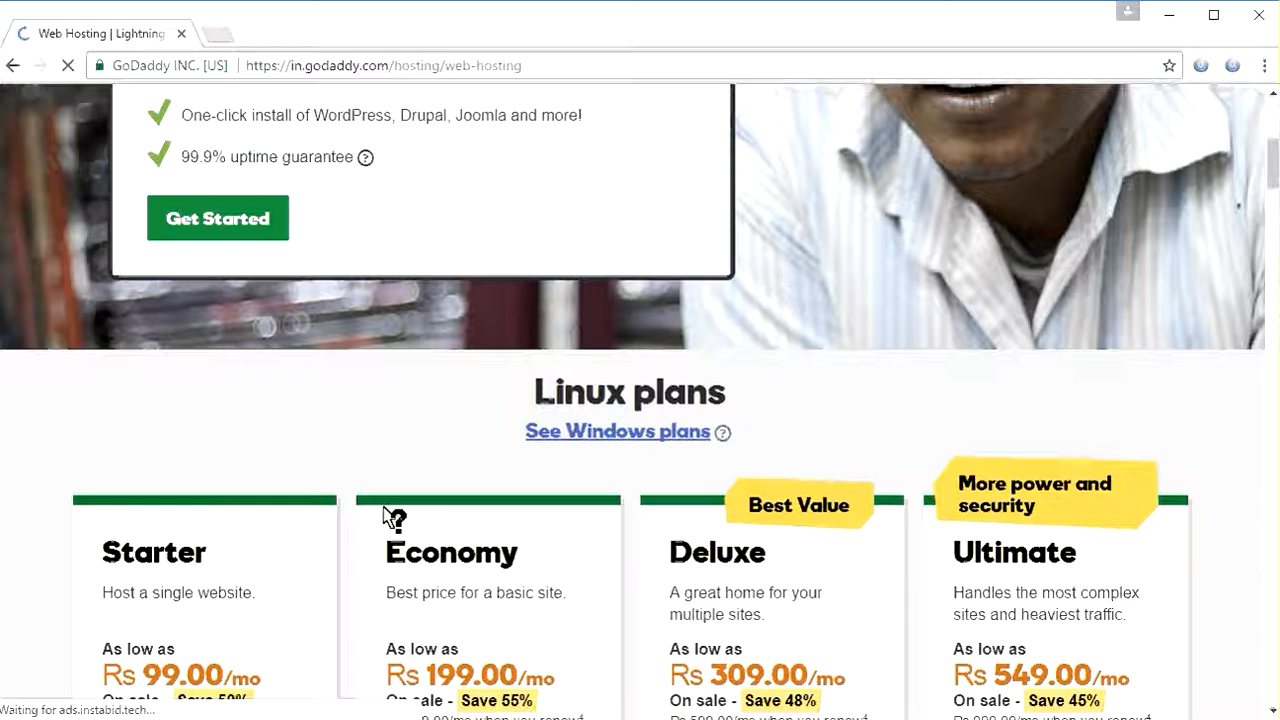 Web Hosting | Lightning
GoDaddy INC. [US]
https://in.godaddy.com/hosting/web-hosting
One-click install of WordPress, Drupal, Joomla and more!
99.9% uptime guarantee ?
Get Started
Linux plans
See Windows plans ?
Best Value
More power and
security
Starter
Host a single website.
As low as
Rs 99.00/mo
On sale - Save 50%
Economy
Best price for a basic site.
As low as
Rs 199.00/mo
On sale - Save 55%
Deluxe
A great home for your
multiple sites.
As low as
Rs 309.00/mo
On sale - Save 48%
Ultimate
Handles the most complex
sites and heaviest traffic.
As low as
Rs 549.00/mo
On sale - Save 45%
Waiting for ads.instabid.tech...